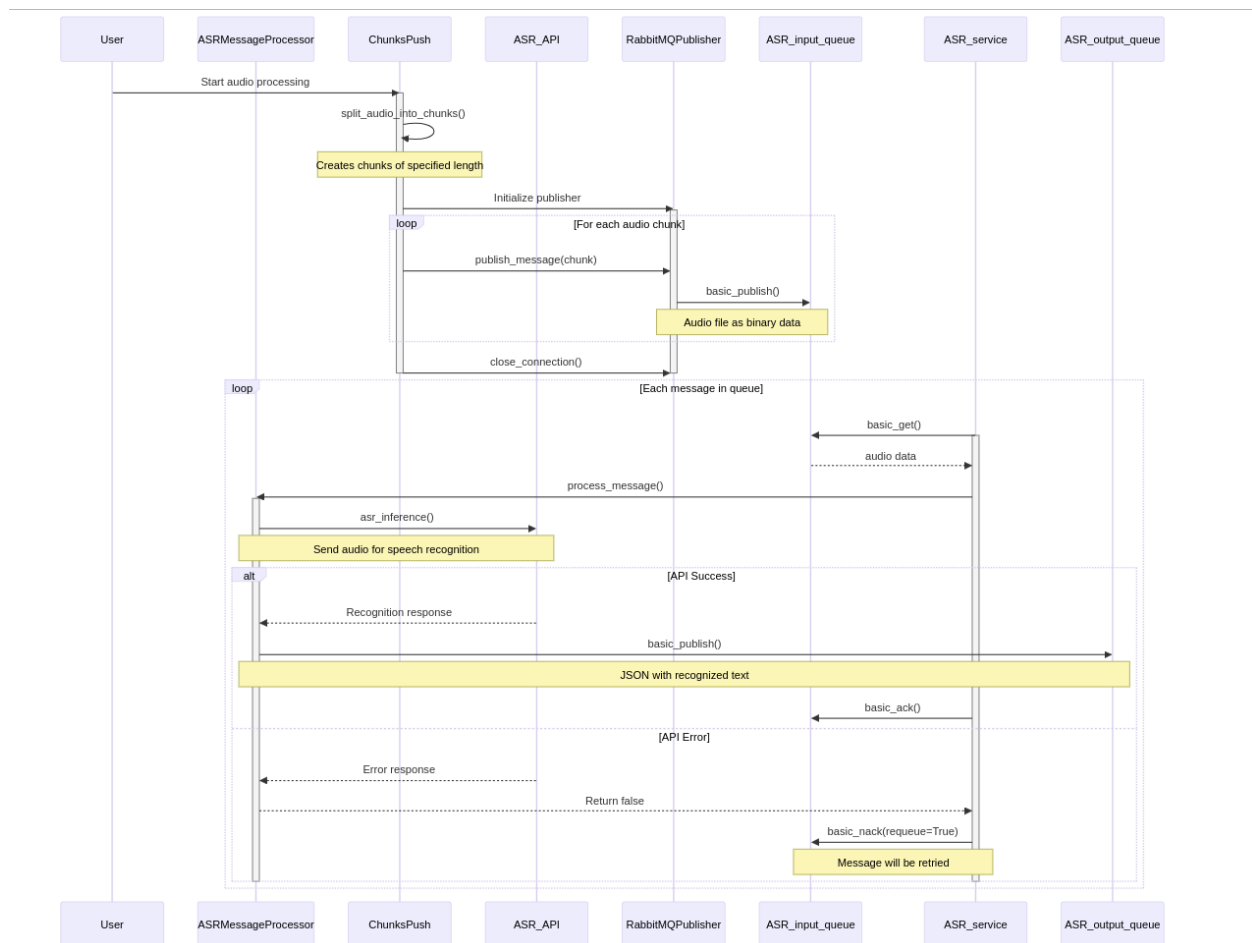 User
ASRMessageProcessor
ChunksPush
ASR_API
RabbitMQPublisher
ASR_input_queue
ASR_service
ASR_output_queue
Start audio processing
split_audio_into_chunks()
Creates chunks of specified length
Initialize publisher
loop
[For each audio chunk]
publish_message(chunk)
basic_publish()
Audio file as binary data
close_connection()
loop
[Each message in queue]
basic_get()
audio data
process_message()
asr_inference()
Send audio for speech recognition
alt
[API Success]
Recognition response
basic_publish()
JSON with recognized text
basic_ack()
[API Error]
Error response
Return false
basic_nack(requeue=True)
Message will be retried
User
ASRMessageProcessor
ChunksPush
ASR_API
RabbitMQPublisher
ASR_input_queue
ASR_service
ASR_output_queue